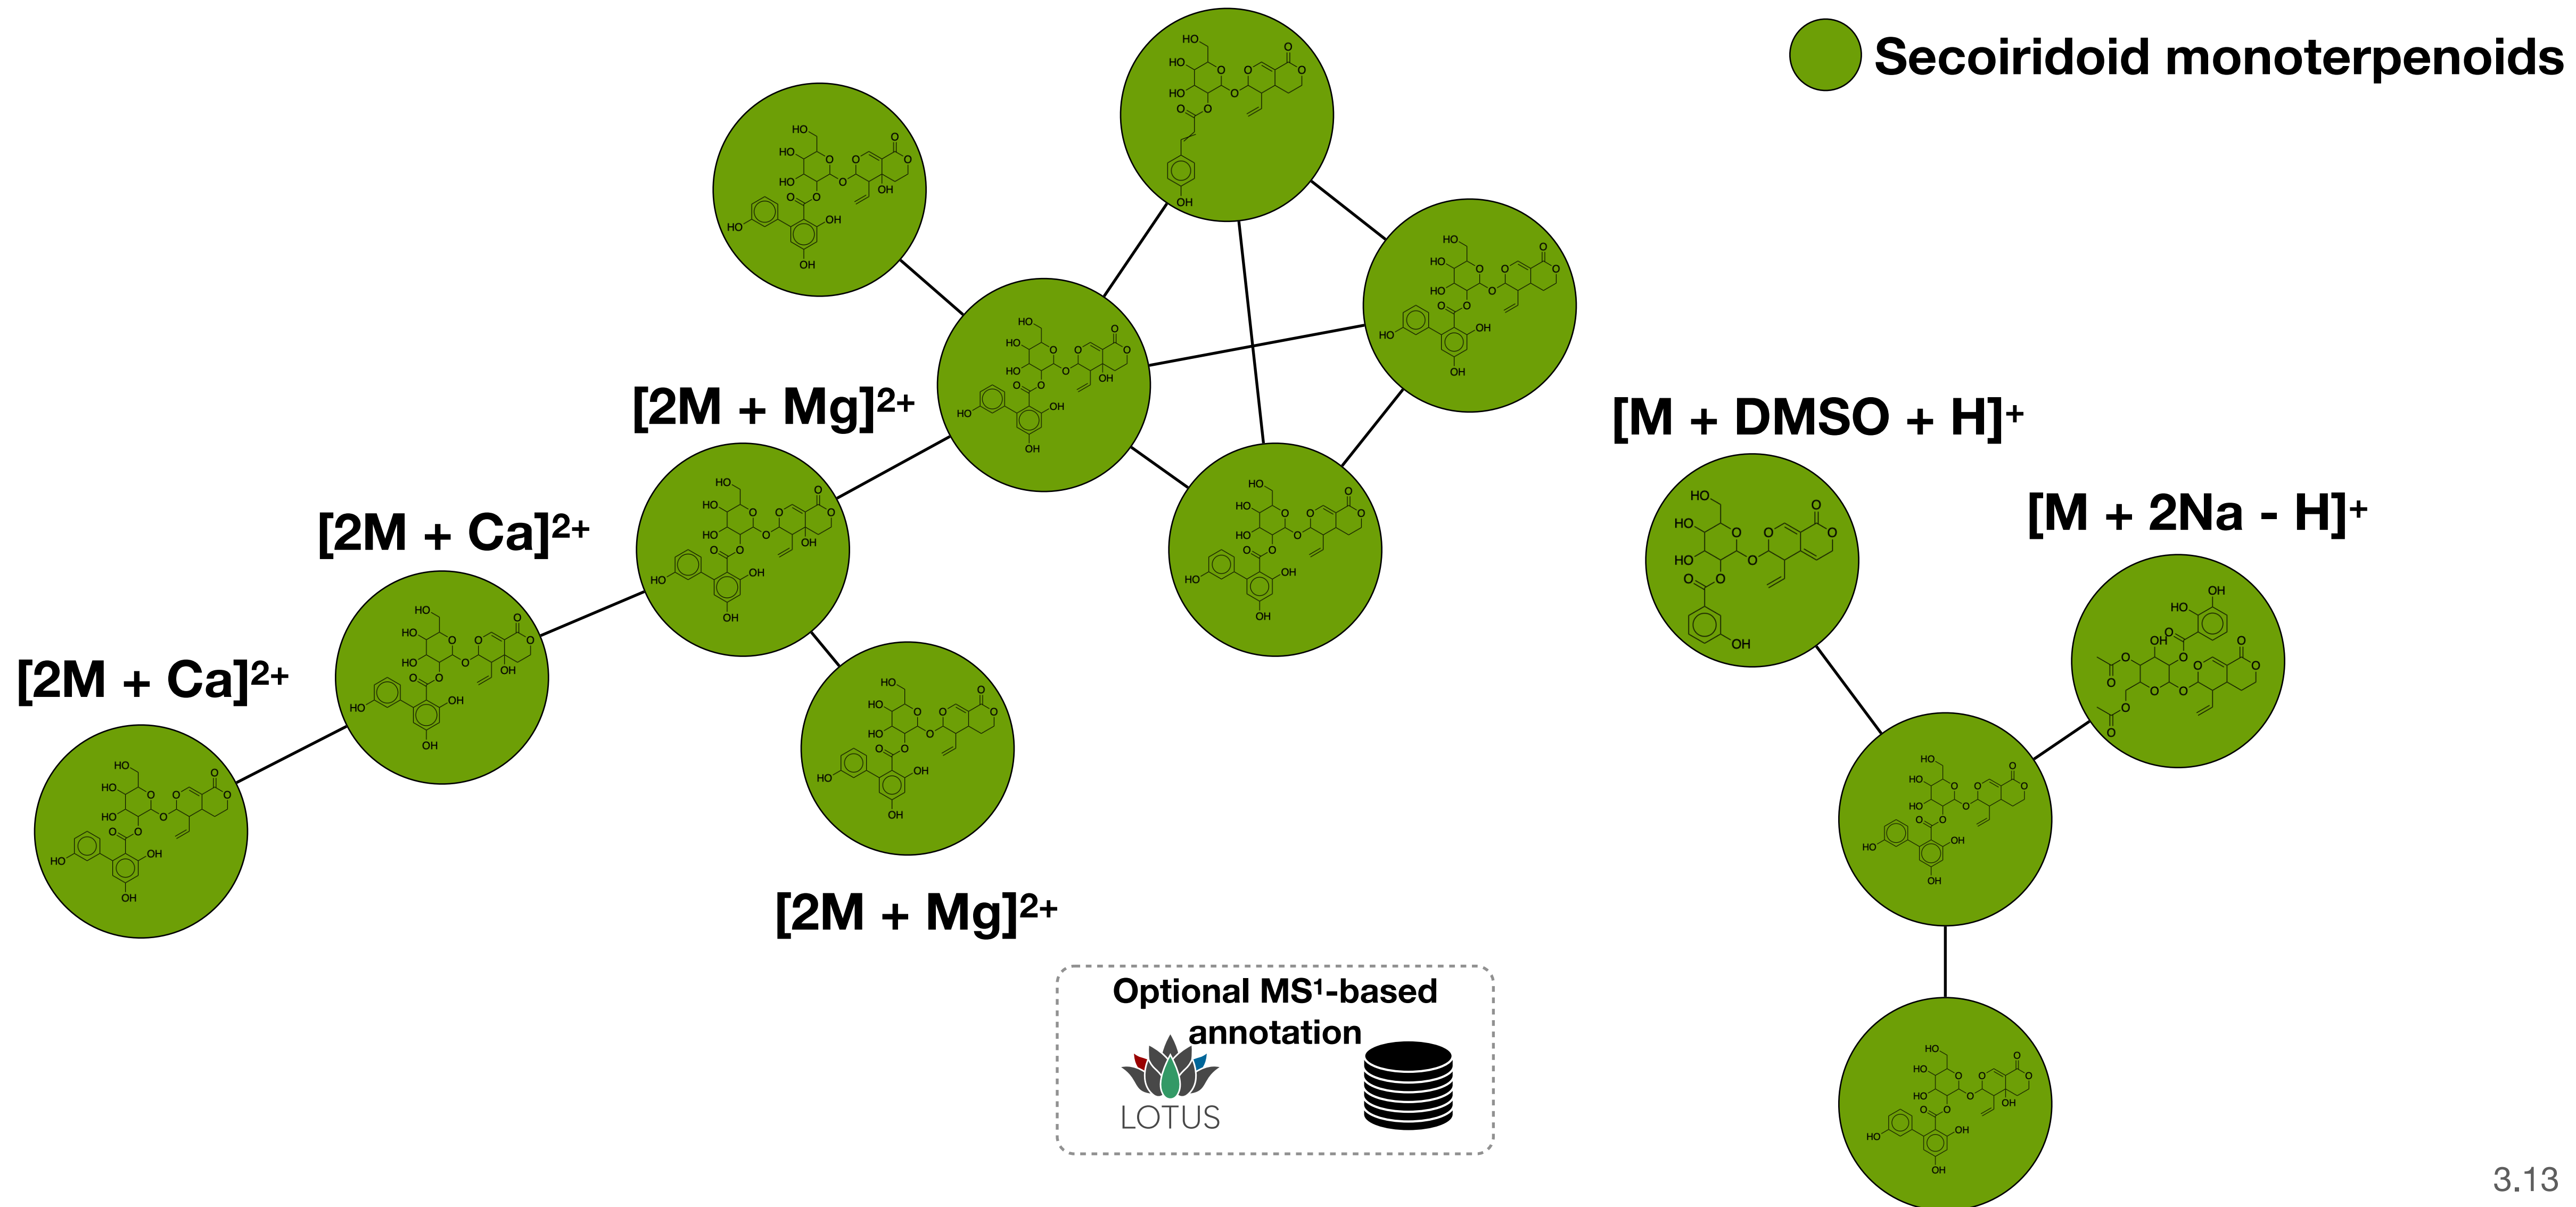 Secoiridoid monoterpenoids
[2M + Mg]²⁺
[M + DMSO + H]⁺
[2M + Ca]²⁺
[M + 2Na - H]⁺
[2M + Ca]²⁺
[2M + Mg]²⁺
Optional MS¹-based
annotation
LOTUS
3.13